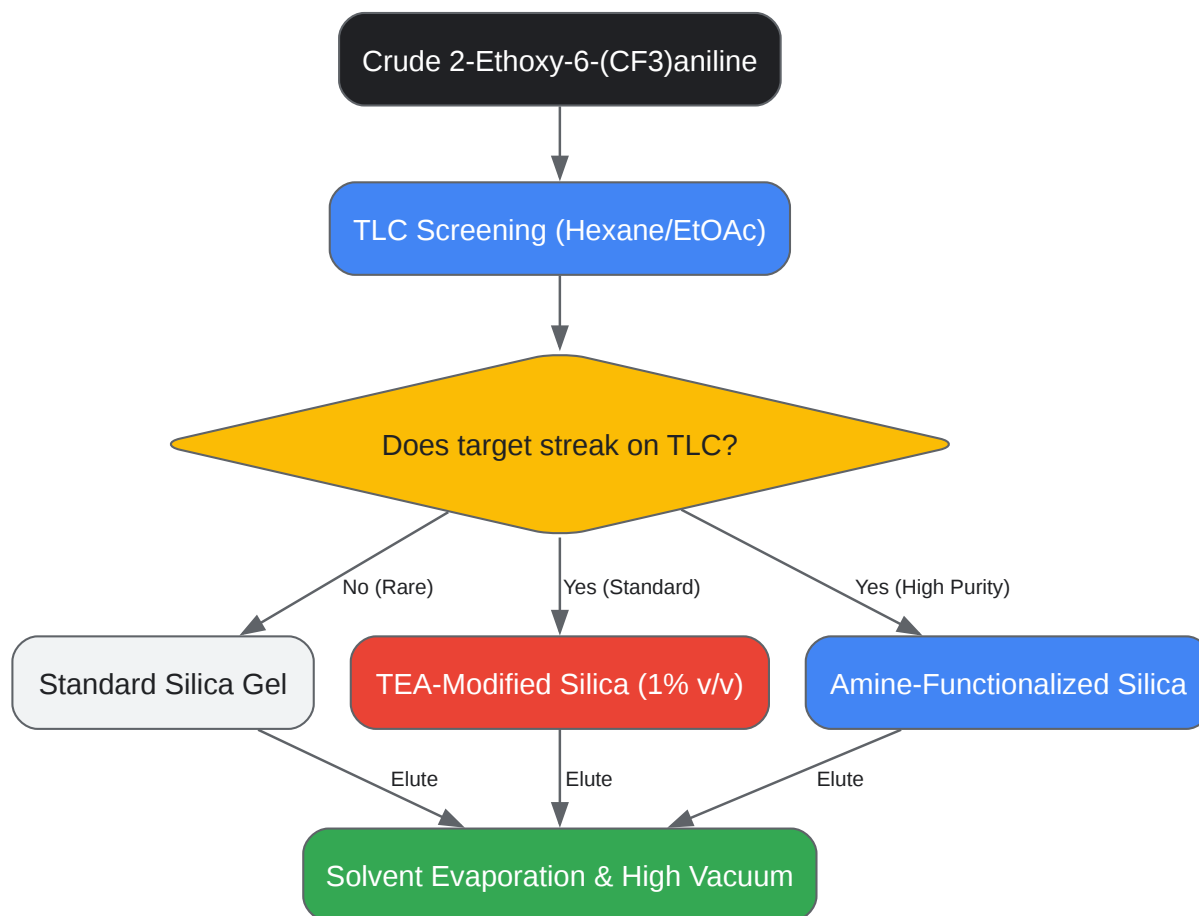 Crude 2-Ethoxy-6-(CF3)aniline
TLC Screening (Hexane/EtOAc)
Does target streak on TLC?
No (Rare)
Yes (Standard)
Yes (High Purity)
Standard Silica Gel
TEA-Modified Silica (1% v/v)
Amine-Functionalized Silica
Elute
Elute
Elute
Solvent Evaporation & High Vacuum